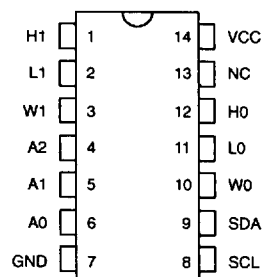 H1 1 14 VCC
L1 2 13 NC
W1 3 12 H0
A2 4 11 L0
A1 5 10 W0
A0 6 9 SDA
GND 7 8 SCL